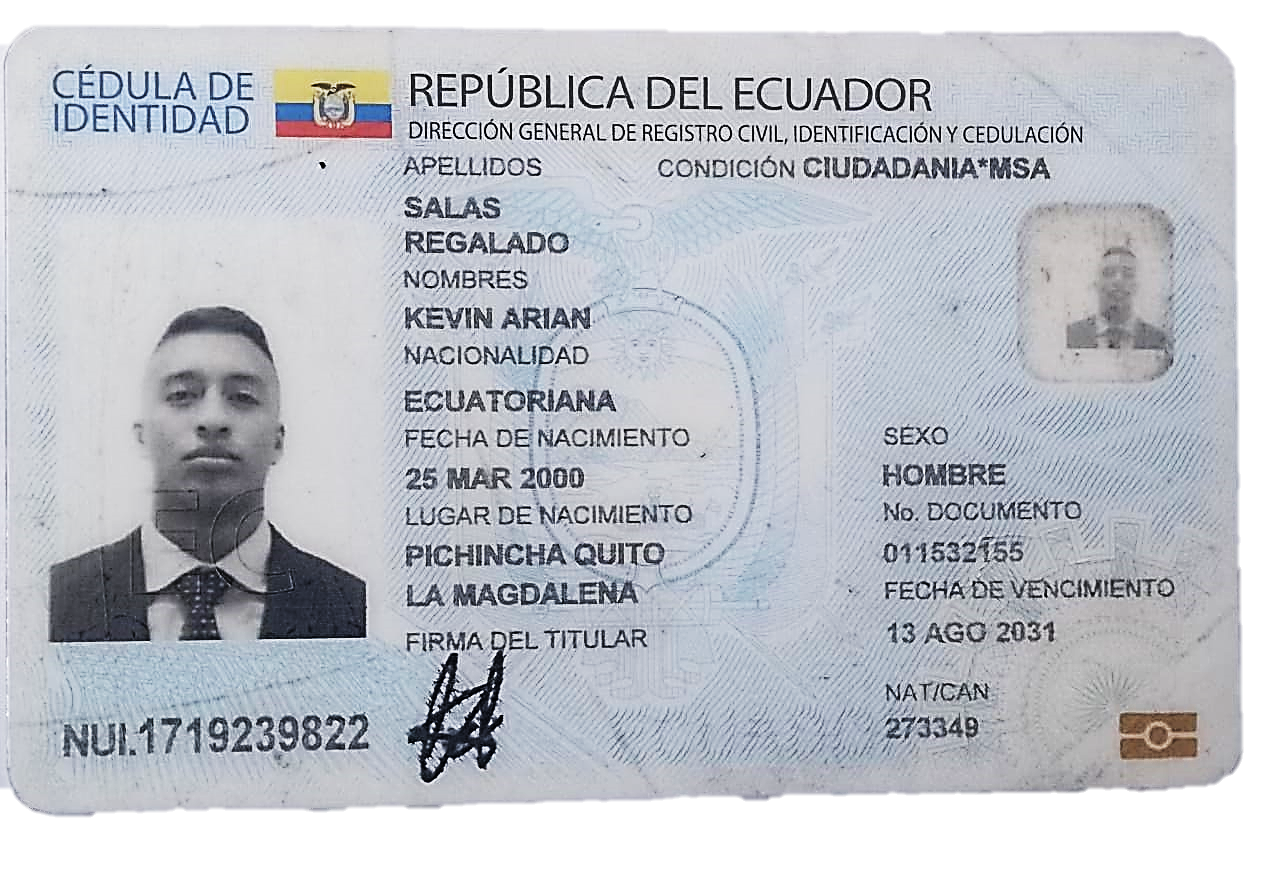 CÉDULA DE
IDENTIDAD
REPÚBLICA DEL ECUADOR
DIRECCIÓN GENERAL DE REGISTRO CIVIL, IDENTIFICACIÓN Y CEDULACIÓN
APELLIDOS
CONDICIÓN CIUDADANIA*MSA
SALAS
REGALADO
NOMBRES
KEVIN ARIAN
NACIONALIDAD
ECUATORIANA
FECHA DE NACIMIENTO
25 MAR 2000
LUGAR DE NACIMIENTO
PICHINCHA QUITO
LA MAGDALENA
FIRMA DEL TITULAR
SEXO
HOMBRE
No. DOCUMENTO
011532155
FECHA DE VENCIMIENTO
13 AGO 2031
NAT/CAN
273349
EC
NUI.1719239822